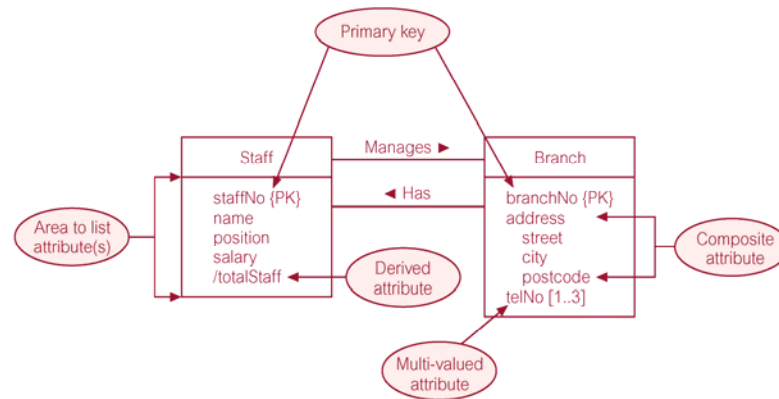 Primary key
Staff
Manages ►
Branch
◄ Has
staffNo {PK}
name
position
salary
/totalStaff
branchNo {PK}
address
street
city
postcode
telNo [1..3]
Area to list
attribute(s)
Derived
attribute
Composite
attribute
Multi-valued
attribute